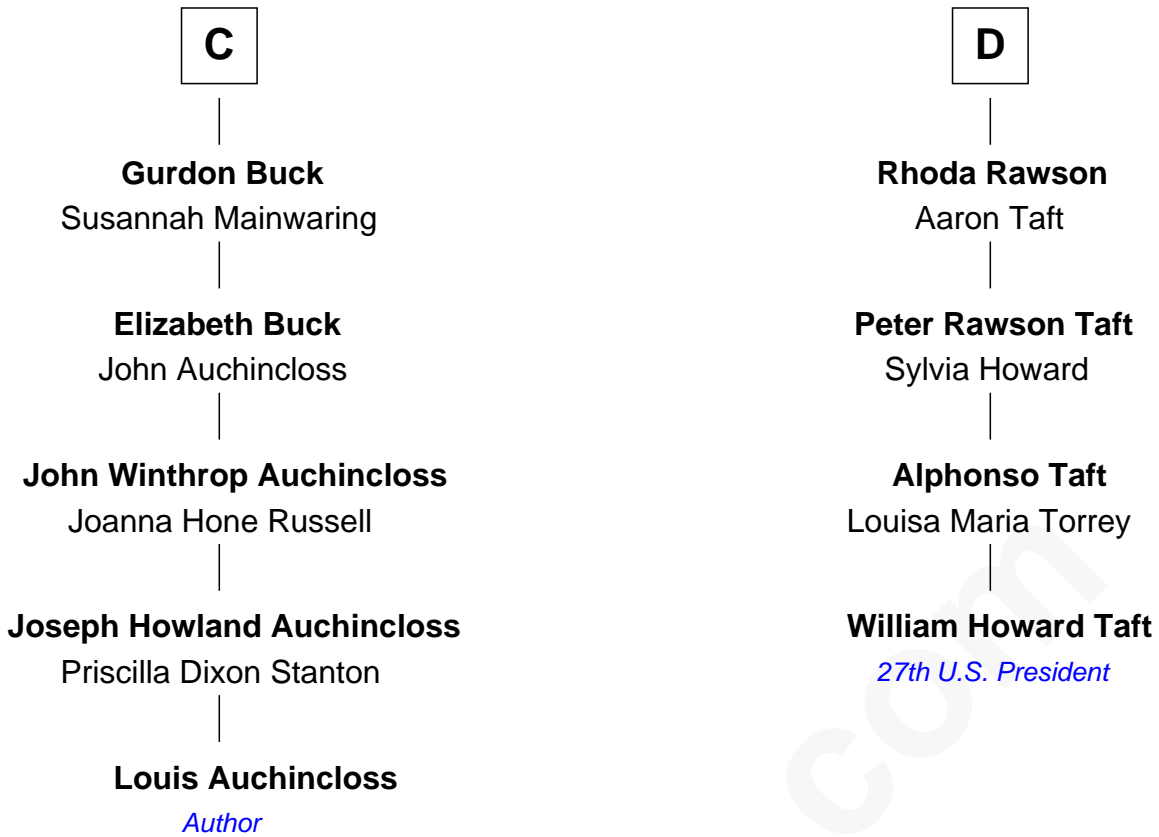 C
Gurdon Buck
Susannah Mainwaring
Elizabeth Buck
John Auchincloss
John Winthrop Auchincloss
Joanna Hone Russell
Joseph Howland Auchincloss
Priscilla Dixon Stanton
Louis Auchincloss
Author
D
Rhoda Rawson
Aaron Taft
Peter Rawson Taft
Sylvia Howard
Alphonso Taft
Louisa Maria Torrey
William Howard Taft
27th U.S. President
com